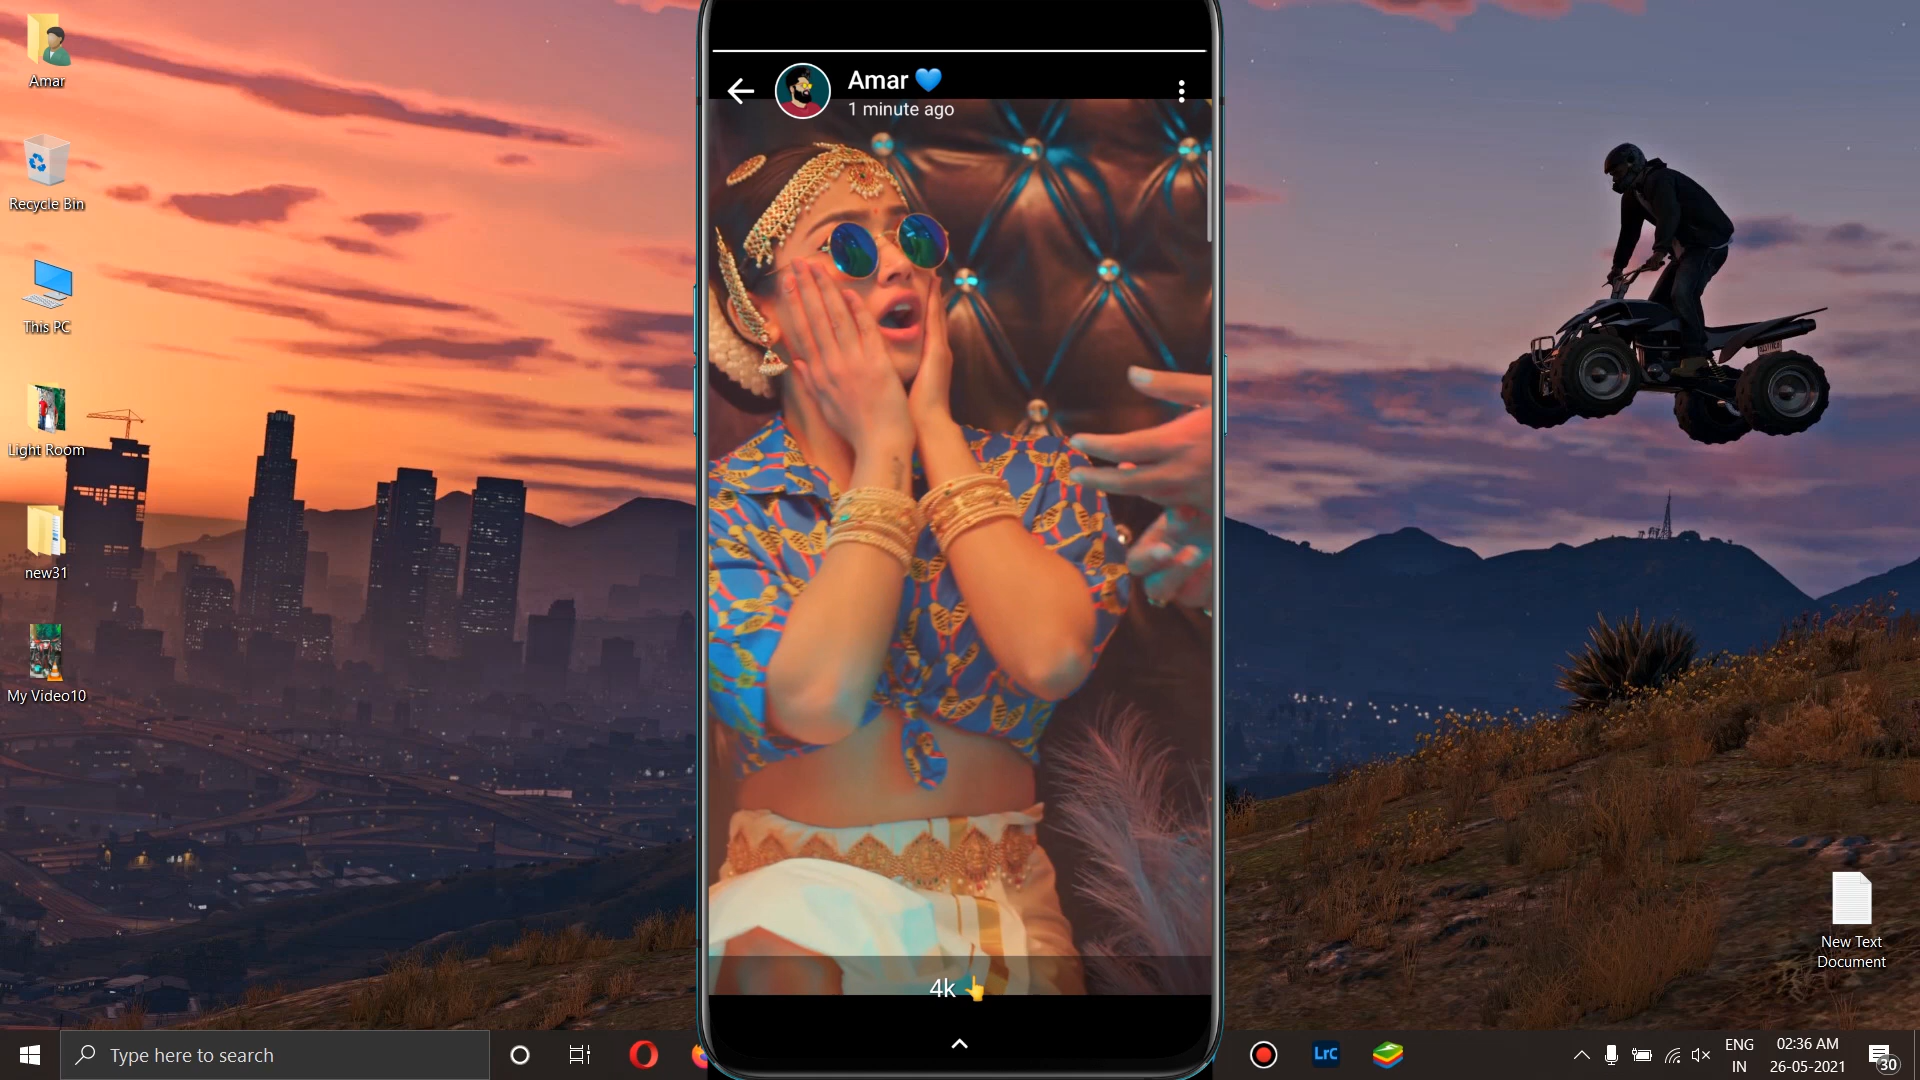 Amar
Recycle Bin
This PC
Light Room
new31
My Video10
Amar 💙
1 minute ago
4k 👆
New Text
Document
Type here to search
LrC
ENG
IN
02:36 AM
26-05-2021
30